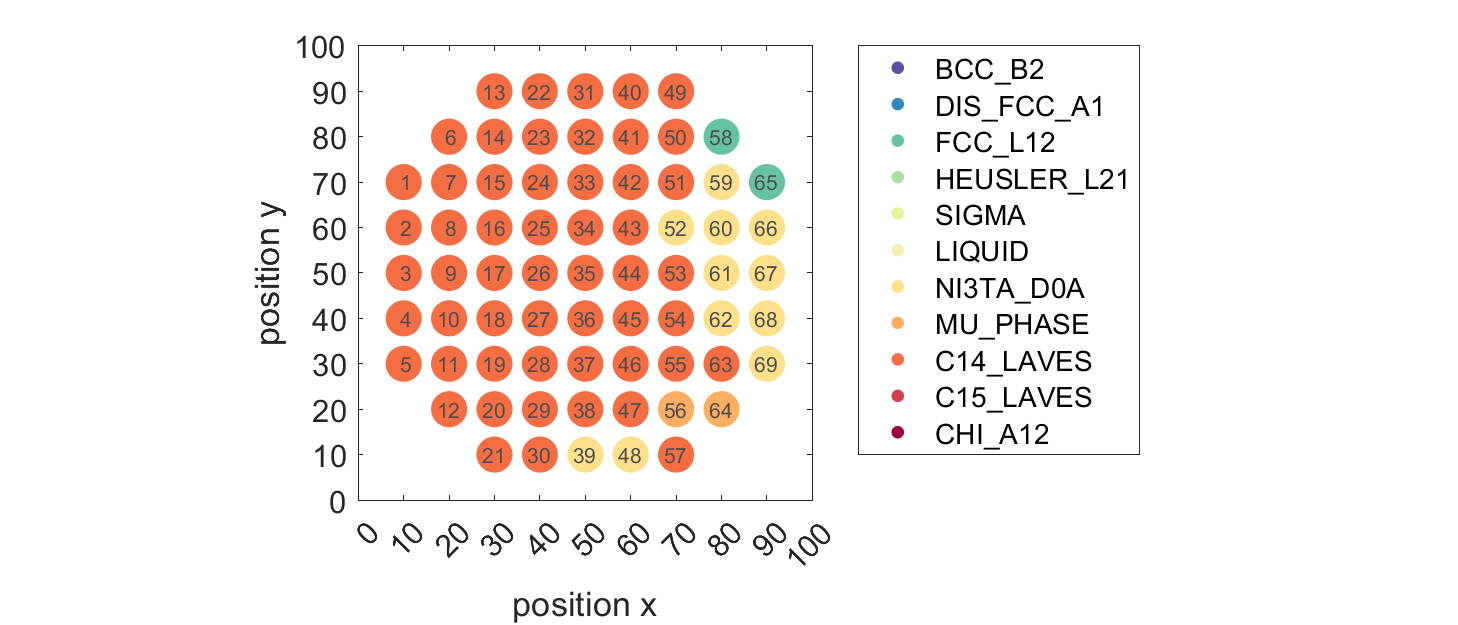 100
90
80
70
60
50
40
30
20
10
0
position y
13 22 31 40 49
6 14 23 32 41 50 58
1 7 15 24 33 42 51 59 65
2 8 16 25 34 43 52 60 66
3 9 17 26 35 44 53 61 67
4 10 18 27 36 45 54 62 68
5 11 19 28 37 46 55 63 69
12 20 29 38 47 56 64
21 30 39 48 57
0 10 20 30 40 50 60 70 80 90 100
position x
BCC_B2
DIS_FCC_A1
FCC_L12
HEUSLER_L21
SIGMA
LIQUID
NI3TA_D0A
MU_PHASE
C14_LAVES
C15_LAVES
CHI_A12